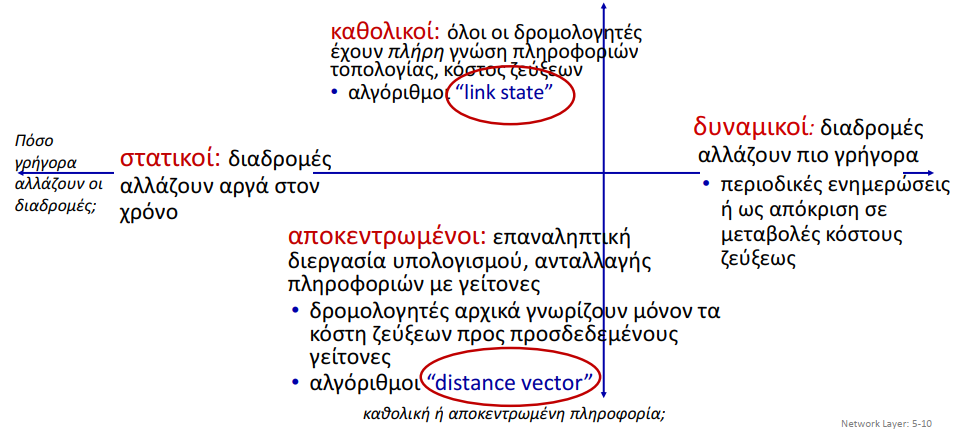 καθολικοί: όλοι οι δρομολογητές
έχουν πλήρη γνώση πληροφοριών
τοπολογίας, κόστος ζεύξεων
• αλγόριθμοι “link state”
Πόσο
γρήγορα
αλλάζουν οι
διαδρομές;
στατικοί: διαδρομές
αλλάζουν αργά στον
χρόνο
δυναμικοί: διαδρομές
αλλάζουν πιο γρήγορα
• περιοδικές ενημερώσεις
ή ως απόκριση σε
μεταβολές κόστους
ζεύξεως
αποκεντρωμένοι: επαναληπτική
διεργασία υπολογισμού, ανταλλαγής
πληροφοριών με γείτονες
• δρομολογητές αρχικά γνωρίζουν μόνον τα
κόστη ζεύξεων προς προσδεδεμένους
γείτονες
• αλγόριθμοι “distance vector”
καθολική ή αποκεντρωμένη πληροφορία;
Network Layer: 5-10